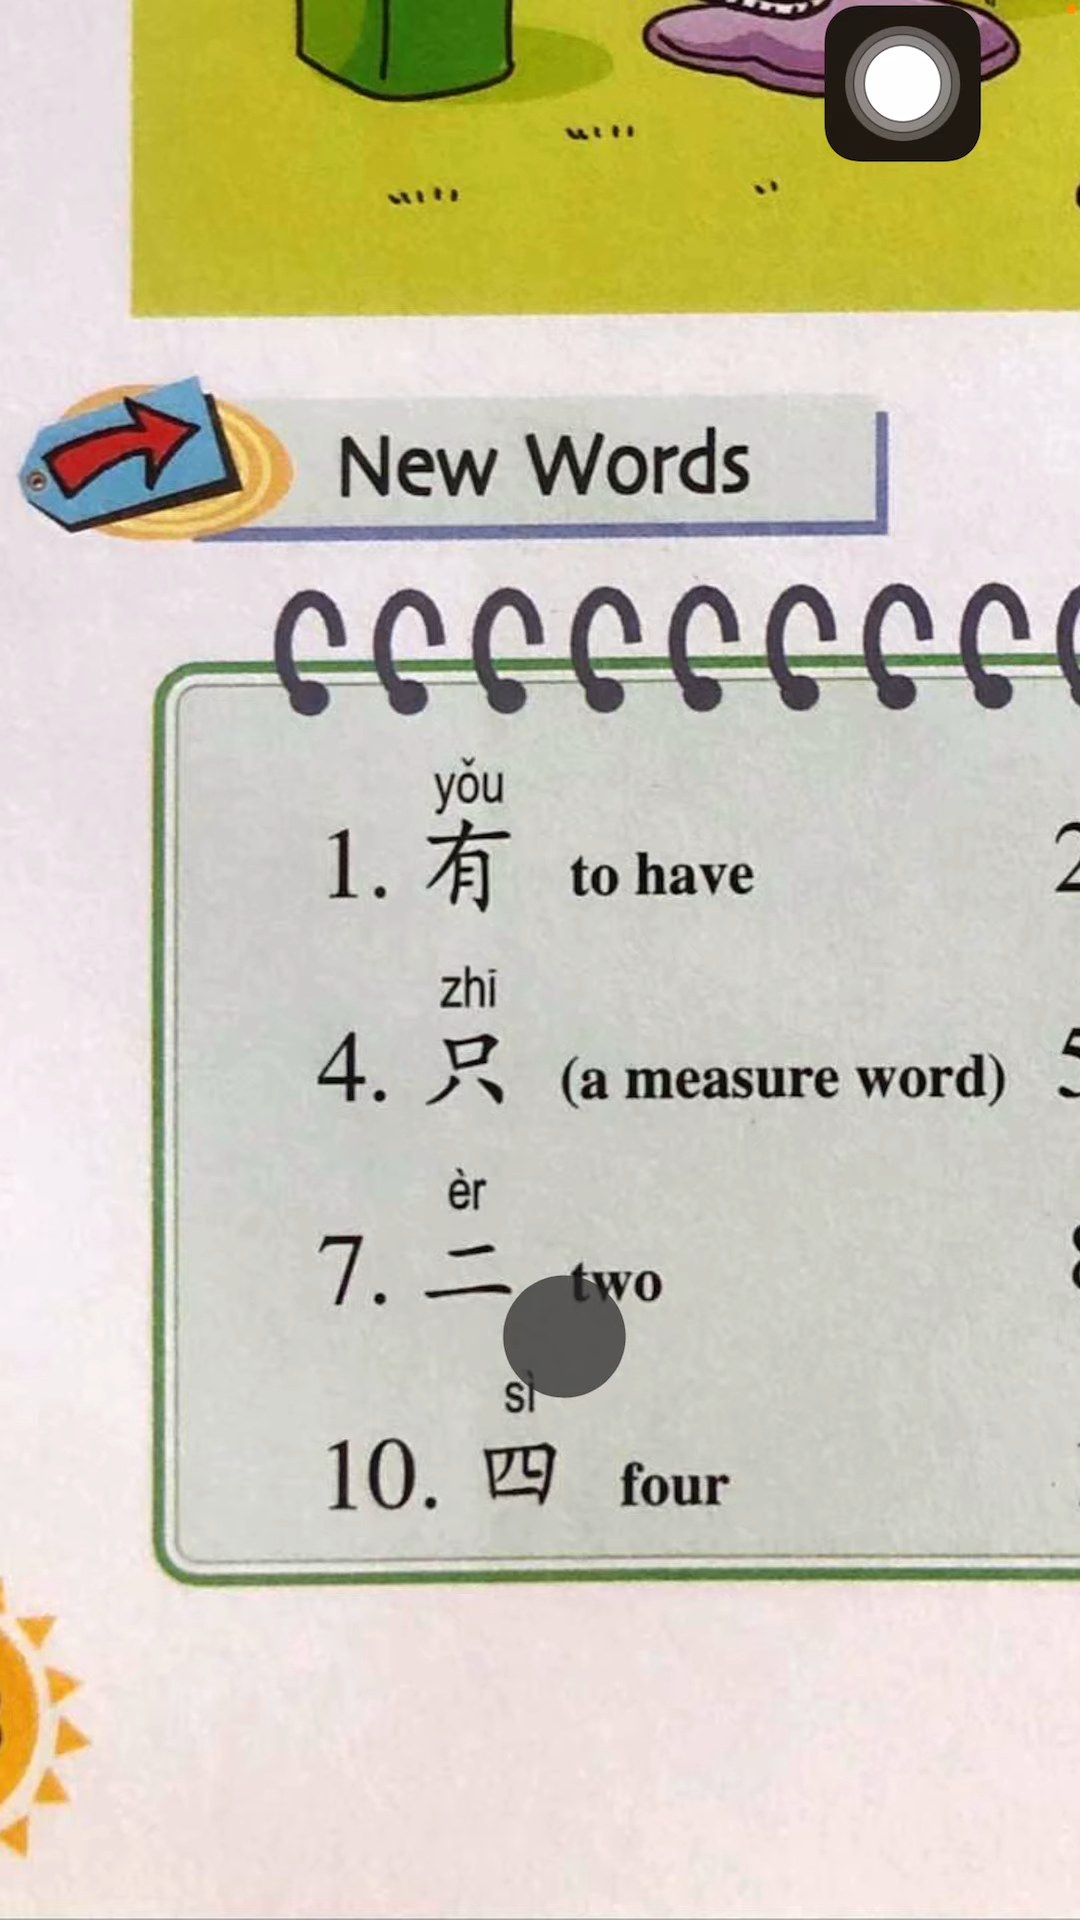 New Words
yǒu
1. 有 to have
zhī
4. 只 (a measure word)
èr
7. 二 two
sì
10. 四 four